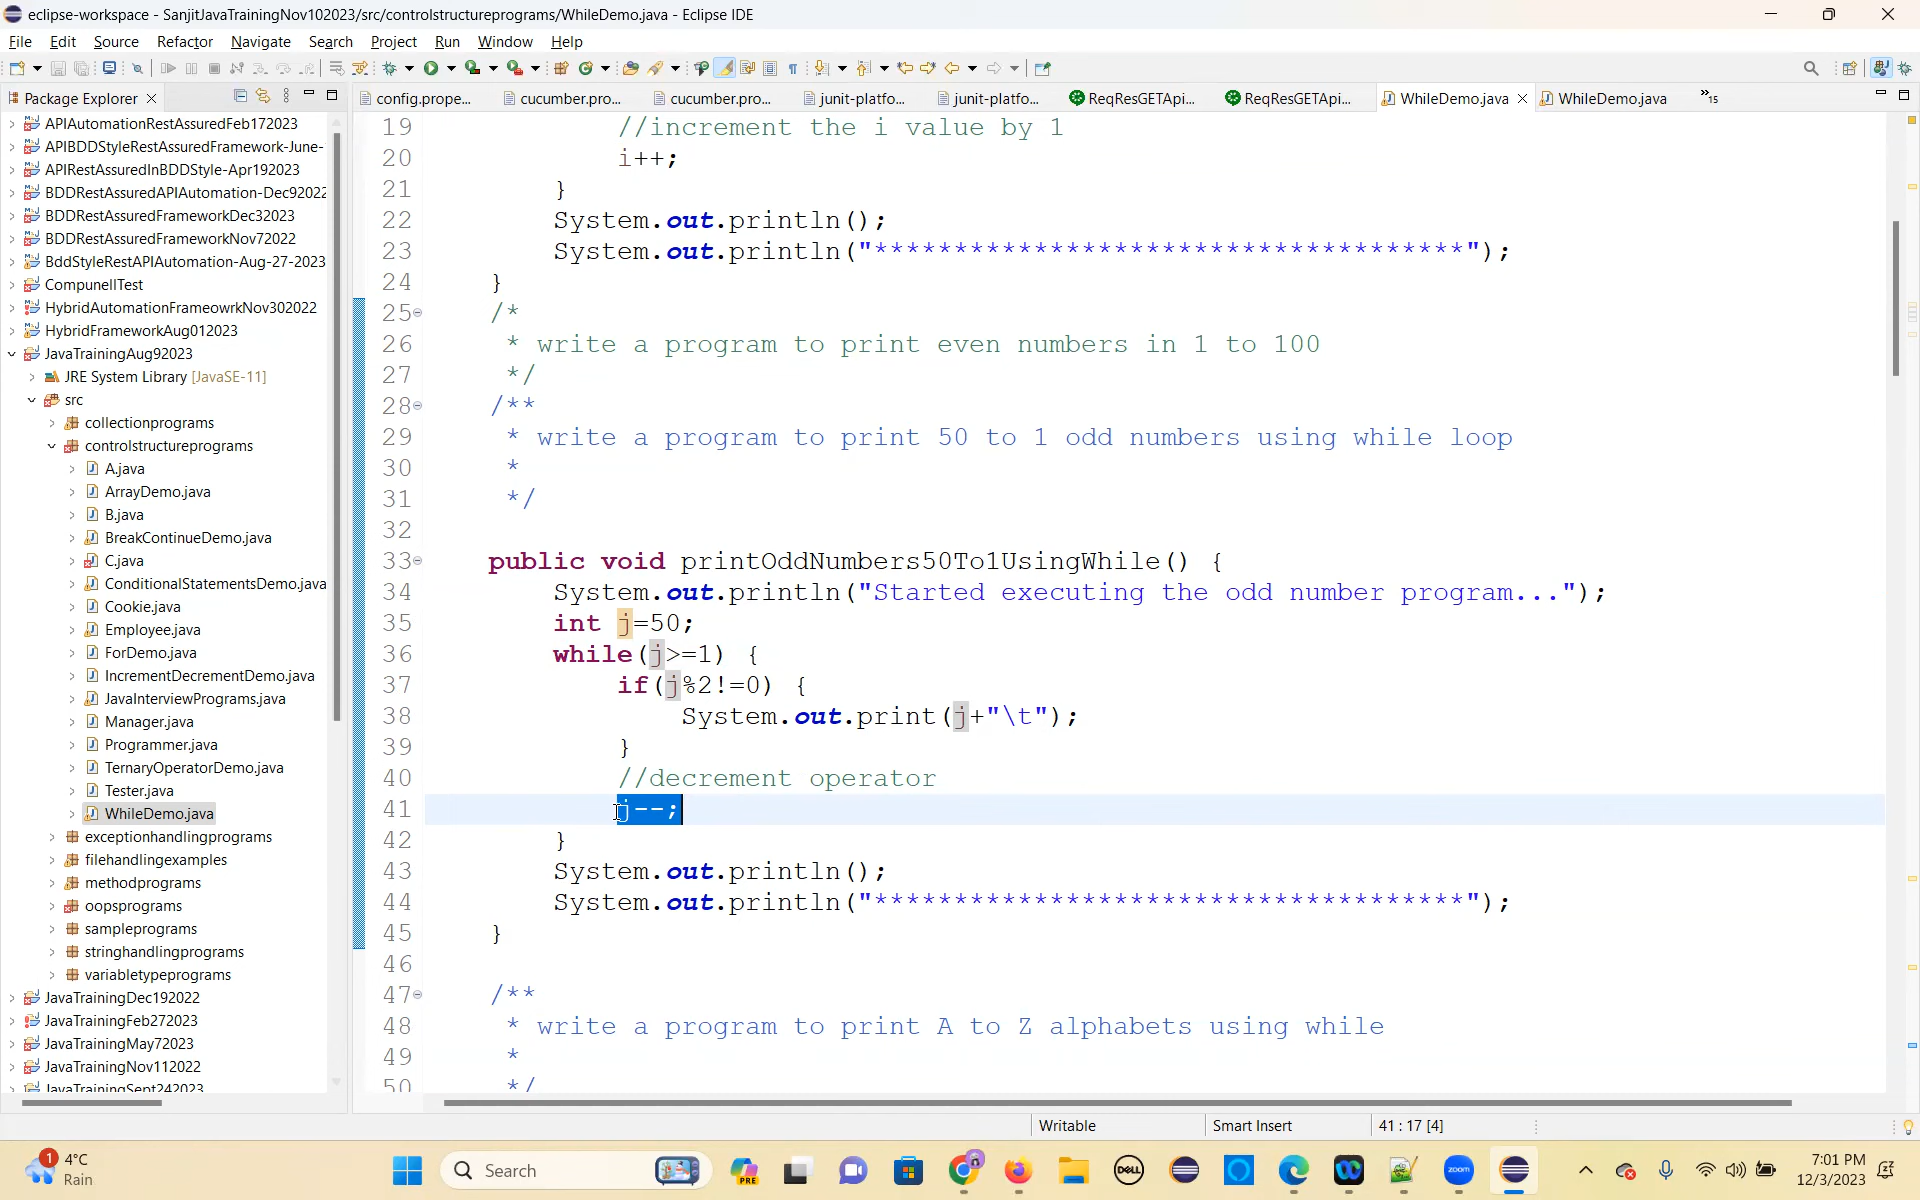 eclipse-workspace - SanjitJavaTrainingNov102023/src/controlstructureprograms/WhileDemo.java - Eclipse IDE
File Edit Source Refactor Navigate Search Project Run Window Help
Package Explorer
config.prope...
cucumber.pro...
cucumber.pro...
junit-platfo...
junit-platfo...
ReqResGETApi...
ReqResGETApi...
WhileDemo.java
WhileDemo.java
»15
APIAutomationRestAssuredFeb172023
APIBDDStyleRestAssuredFramework-June-
APIRestAssuredInBDDStyle-Apr192023
BDDRestAssuredAPIAutomation-Dec92022
BDDRestAssuredFrameworkDec32023
BDDRestAssuredFrameworkNov72022
BddStyleRestAPIAutomation-Aug-27-2023
CompunellTest
HybridAutomationFrameowrkNov302022
HybridFrameworkAug012023
JavaTrainingAug92023
JRE System Library [JavaSE-11]
src
collectionprograms
controlstructureprograms
A.java
ArrayDemo.java
B.java
BreakContinueDemo.java
C.java
ConditionalStatementsDemo.java
Cookie.java
Employee.java
ForDemo.java
IncrementDecrementDemo.java
JavaInterviewPrograms.java
Manager.java
Programmer.java
TernaryOperatorDemo.java
Tester.java
WhileDemo.java
exceptionhandlingprograms
filehandlingexamples
methodprograms
oopsprograms
sampleprograms
stringhandlingprograms
variabletypeprograms
JavaTrainingDec192022
JavaTrainingFeb272023
JavaTrainingMay72023
JavaTrainingNov112022
JavaTrainingSept242023
19 //increment the i value by 1
20 i++;
21 }
22 System.out.println();
23 System.out.println("*************************************");
24 }
25 /*
26 * write a program to print even numbers in 1 to 100
27 */
28 /**
29 * write a program to print 50 to 1 odd numbers using while loop
30 *
31 */
32
33 public void printOddNumbers50To1UsingWhile() {
34 System.out.println("Started executing the odd number program...");
35 int j=50;
36 while(j>=1) {
37 if(j%2!=0) {
38 System.out.print(j+"\t");
39 }
40 //decrement operator
41 j--;
42 }
43 System.out.println();
44 System.out.println("*************************************");
45 }
46
47 /**
48 * write a program to print A to Z alphabets using while
49 *
50 */
Writable
Smart Insert
41 : 17 [4]
1
4°C
Rain
Search
PRE
DELL
zoom
7:01 PM
12/3/2023